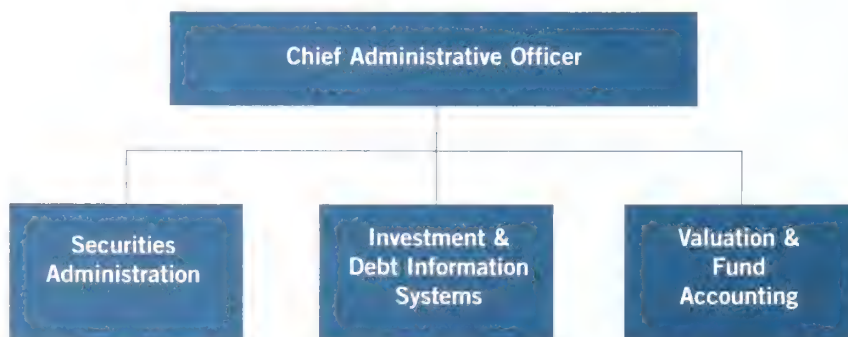 Chief Administrative Officer
Securities
Administration
Investment &
Debt Information
Systems
Valuation &
Fund
Accounting